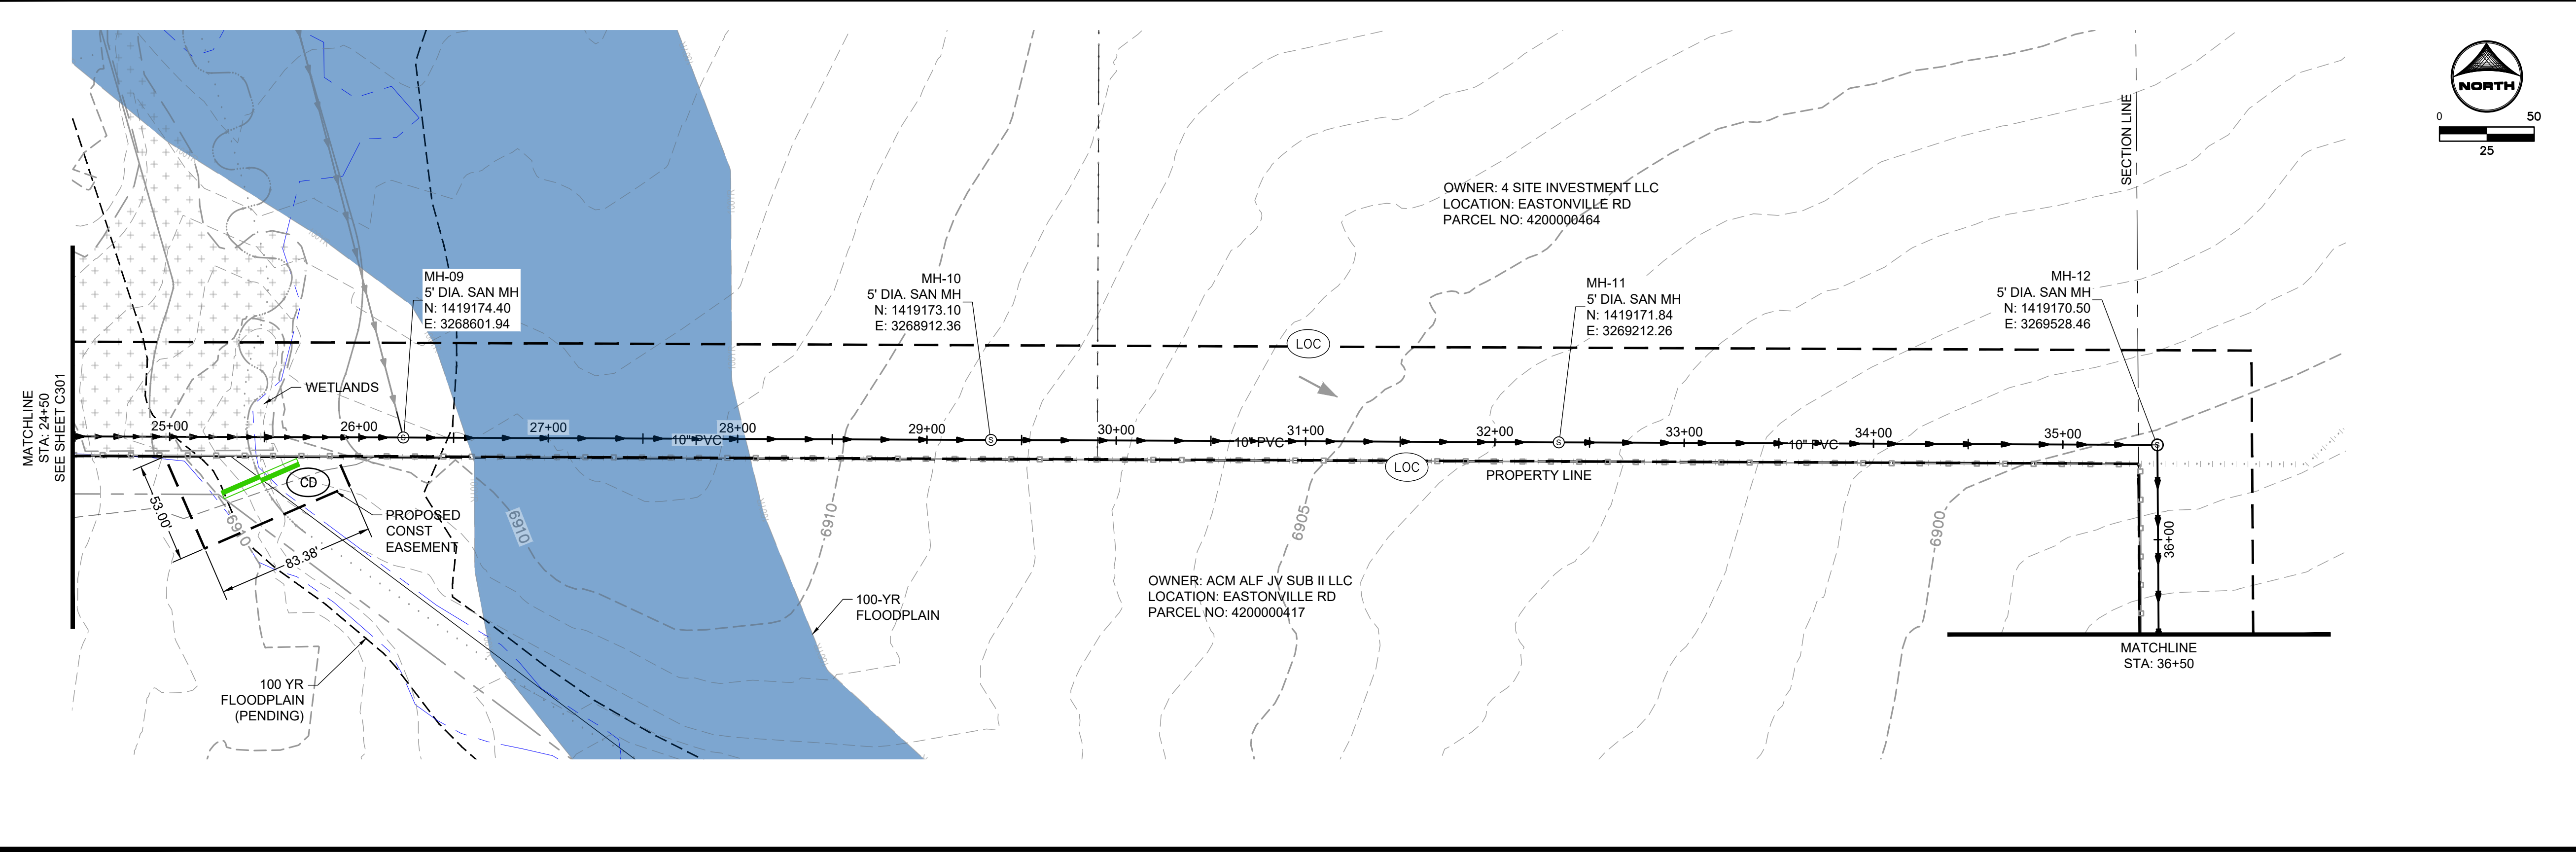 NORTH
0 50
25
SECTION LINE
OWNER: 4 SITE INVESTMENT LLC
LOCATION: EASTONVILLE RD
PARCEL NO: 4200000464
MH-09
5' DIA. SAN MH
N: 1419174.40
E: 3268601.94
MH-10
5' DIA. SAN MH
N: 1419173.10
E: 3268912.36
MH-11
5' DIA. SAN MH
N: 1419171.84
E: 3269212.26
MH-12
5' DIA. SAN MH
N: 1419170.50
E: 3269528.46
LOC
MATCHLINE
STA: 24+50
SEE SHEET C301
WETLANDS
25+00
26+00
27+00
28+00
29+00
30+00
31+00
32+00
33+00
34+00
35+00
10" PVC
10" PVC
10" PVC
LOC
PROPERTY LINE
CD
53.00'
83.38'
PROPOSED
CONST
EASEMENT
6910
6910
6910
6905
6900
36+00
OWNER: ACM ALF JV SUB II LLC
LOCATION: EASTONVILLE RD
PARCEL NO: 4200000417
100-YR
FLOODPLAIN
100 YR
FLOODPLAIN
(PENDING)
MATCHLINE
STA: 36+50